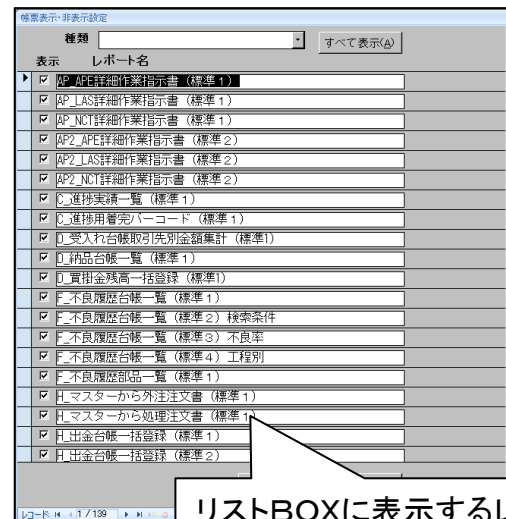 帳票表示・非表示設定
種類
すべて表示(A)
表示 レポート名
AP_APE詳細作業指示書（標準１）
AP_LAS詳細作業指示書（標準１）
AP_NCT詳細作業指示書（標準１）
AP2_APE詳細作業指示書（標準２）
AP2_LAS詳細作業指示書（標準２）
AP2_NCT詳細作業指示書（標準２）
C_進捗実績一覧（標準１）
C_進捗用着完バーコード（標準１）
D_受入れ台帳取引先別金額集計（標準1）
D_納品台帳一覧（標準１）
D_買掛金残高一括登録（標準1）
F_不良履歴台帳一覧（標準１）
F_不良履歴台帳一覧（標準２）検索条件
F_不良履歴台帳一覧（標準３）不良率
F_不良履歴台帳一覧（標準４）工程別
F_不良履歴部品一覧（標準１）
H_マスターから外注注文書（標準１）
H_マスターから処理注文書（標準１）
H_出金台帳一括登録（標準１）
H_出金台帳一括登録（標準２）
レコード: 1 / 139
リストBOXに表示する